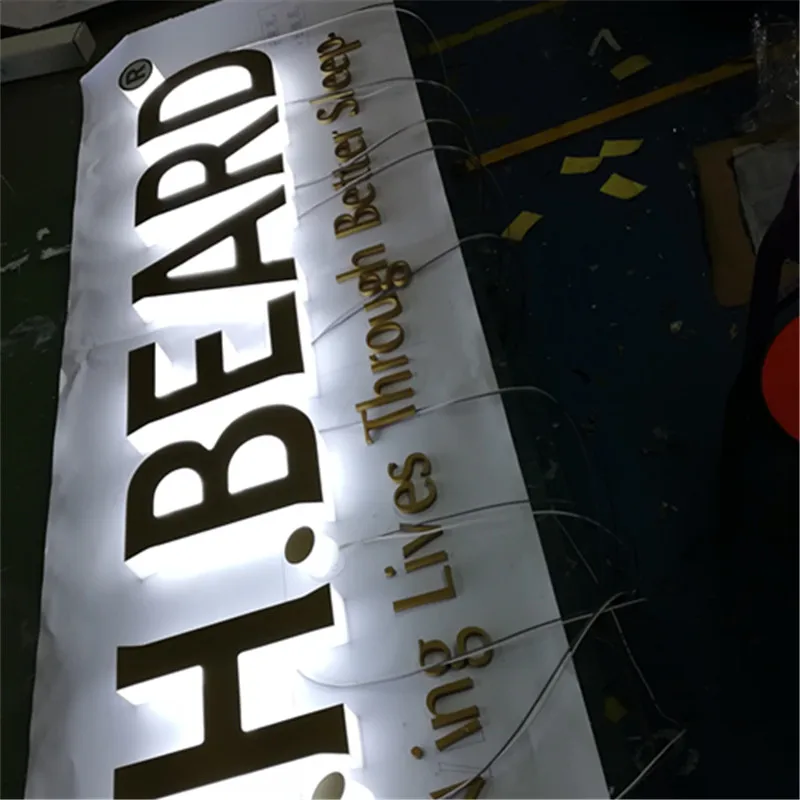 .H.BEARD®
ing Lives Through Better Sleep.